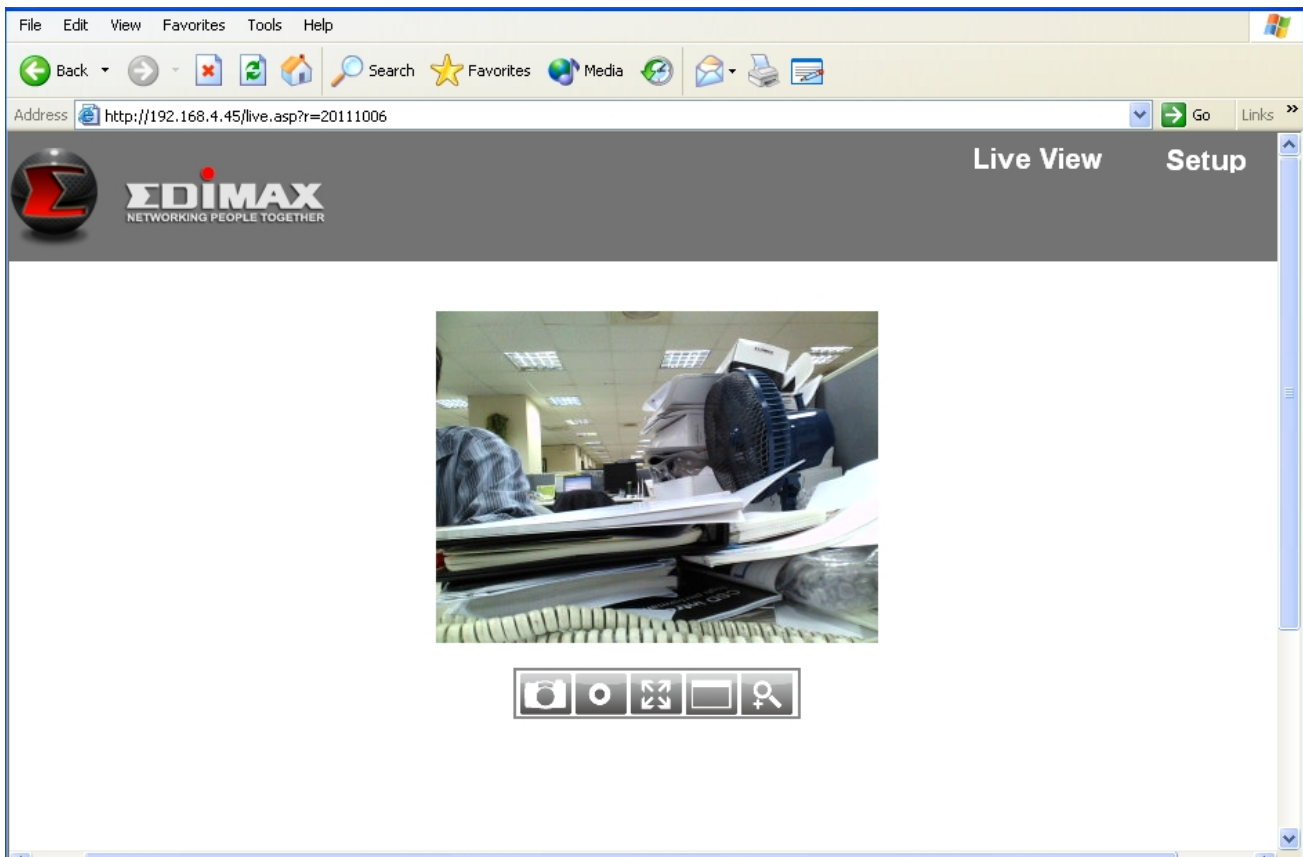 File Edit View Favorites Tools Help
Back Search Favorites Media
Address http://192.168.4.45/live.asp?r=20111006 Go Links »
Live View Setup
EDIMAX
NETWORKING PEOPLE TOGETHER